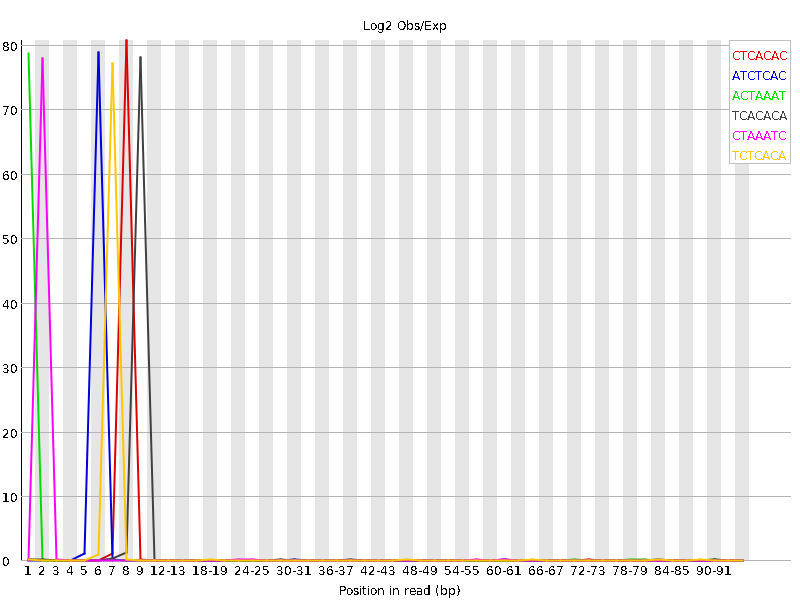 Log2 Obs/Exp
80
70
60
50
40
30
20
10
0
CTCACAC
ATCTCAC
ACTAAAT
TCACACA
CTAAATC
TCTCACA
1 2 3 4 5 6 7 8 9 12-13 18-19 24-25 30-31 36-37 42-43 48-49 54-55 60-61 66-67 72-73 78-79 84-85 90-91
Position in read (bp)